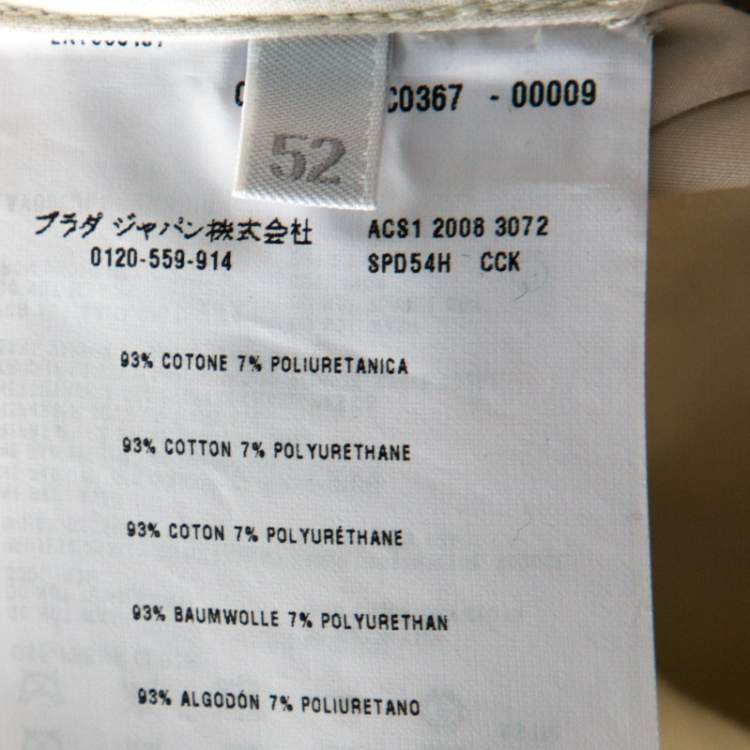 C0367 - 00009
52
プラダ ジャパン株式会社 ACS1 2008 3072
0120-559-914 SPD54H CCK
93% COTONE 7% POLIURETANICA
93% COTTON 7% POLYURETHANE
93% COTON 7% POLYURÉTHANE
93% BAUMWOLLE 7% POLYURETHAN
93% ALGODÓN 7% POLIURETANO